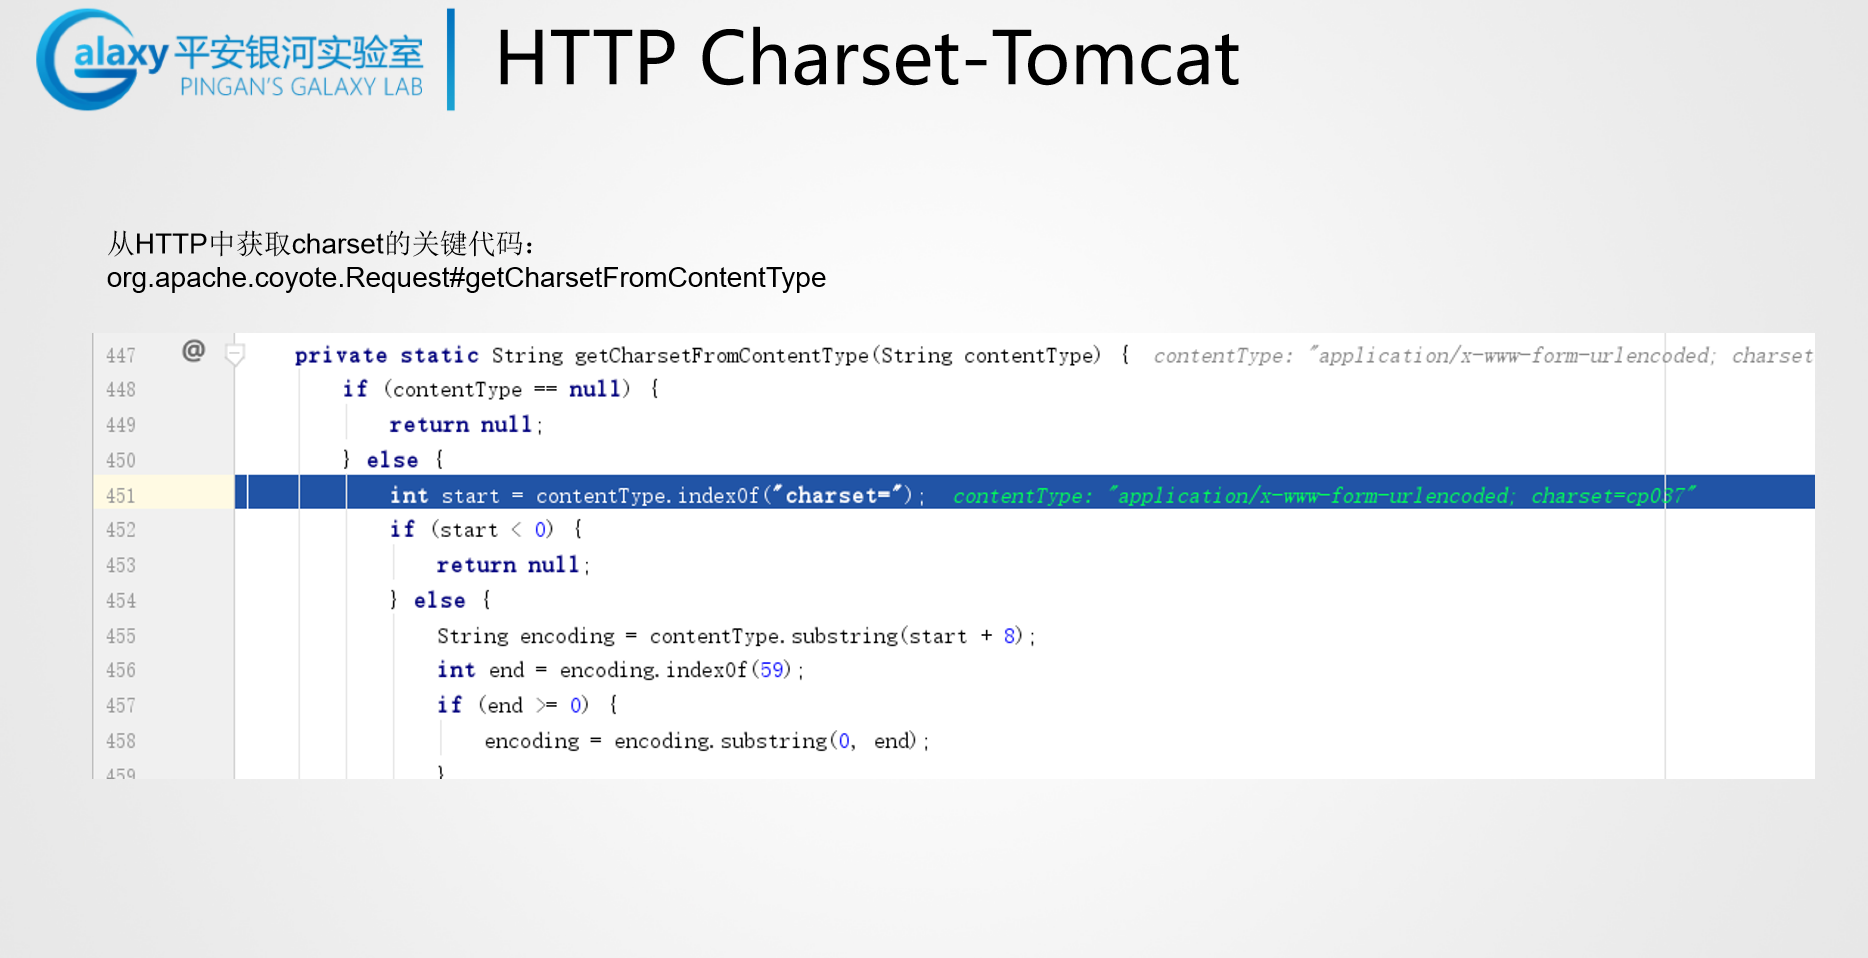 Galaxy 平安银河实验室
PINGAN'S GALAXY LAB
HTTP Charset-Tomcat
从HTTP中获取charset的关键代码：
org.apache.coyote.Request#getCharsetFromContentType
447 @ private static String getCharsetFromContentType(String contentType) { contentType: "application/x-www-form-urlencoded; charset
448 if (contentType == null) {
449 return null;
450 } else {
451 int start = contentType.indexOf("charset="); contentType: "application/x-www-form-urlencoded; charset=cp037"
452 if (start < 0) {
453 return null;
454 } else {
455 String encoding = contentType.substring(start + 8);
456 int end = encoding.indexOf(59);
457 if (end >= 0) {
458 encoding = encoding.substring(0, end);
459 }